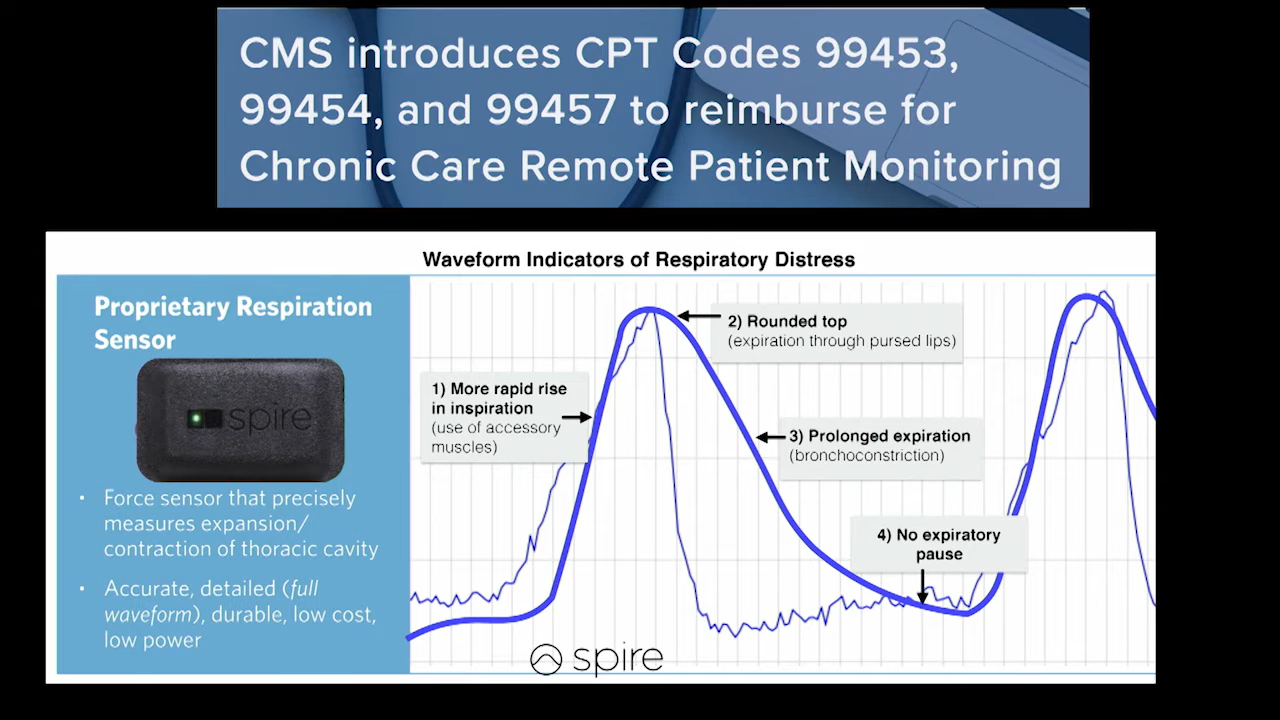 CMS introduces CPT Codes 99453,
99454, and 99457 to reimburse for
Chronic Care Remote Patient Monitoring
Waveform Indicators of Respiratory Distress
Proprietary Respiration
Sensor
spire
• Force sensor that precisely
measures expansion/
contraction of thoracic cavity
• Accurate, detailed (full
waveform), durable, low cost,
low power
1) More rapid rise
in inspiration
(use of accessory
muscles)
2) Rounded top
(expiration through pursed lips)
3) Prolonged expiration
(bronchoconstriction)
4) No expiratory
pause
spire